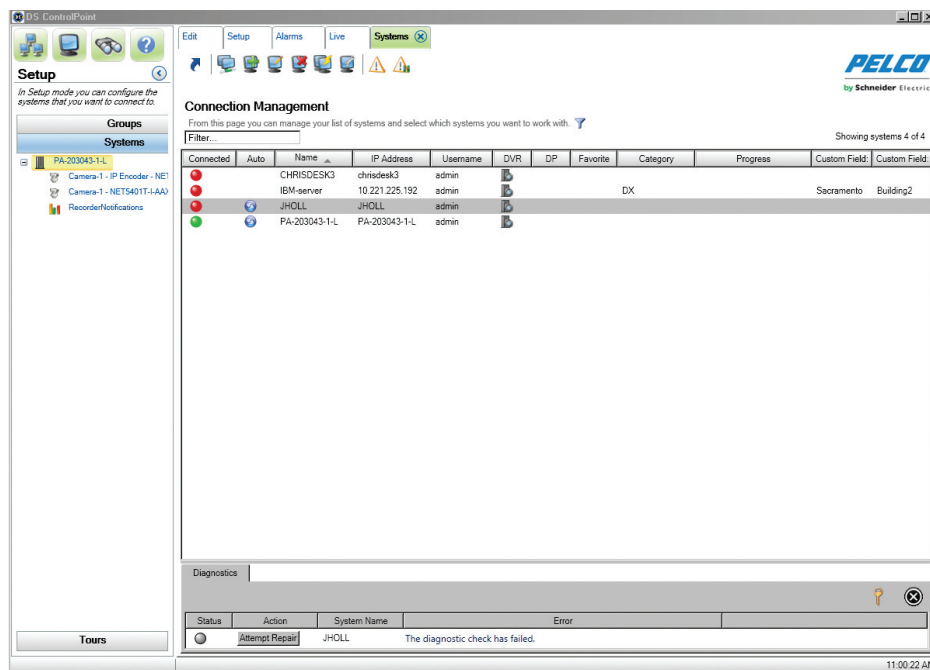 DS ControlPoint
Edit Setup Alarms Live Systems
PELCO
by Schneider Electric
Setup
In Setup mode you can configure the
systems that you want to connect to.
Groups
Systems
PA-203043-1-L
Camera-1 - IP Encoder - NET
Camera-1 - NET5401T-I-AAX
RecorderNotifications
Tours
Connection Management
From this page you can manage your list of systems and select which systems you want to work with.
Filter...
Showing systems 4 of 4
Connected Auto Name IP Address Username DVR DP Favorite Category Progress Custom Field: Custom Field:
CHRISDESK3 chrisdesk3 admin
IBM-server 10.221.225.192 admin DX Sacramento Building2
JHOLL JHOLL admin
PA-203043-1-L PA-203043-1-L admin
Diagnostics
Status Action System Name Error
Attempt Repair JHOLL The diagnostic check has failed.
11:00:22 AM